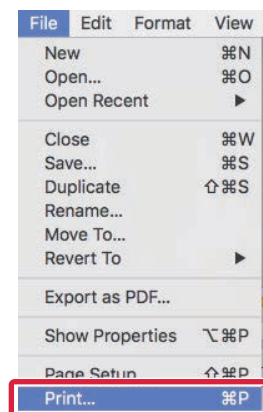 File Edit Format View
New ⌘N
Open... ⌘O
Open Recent ▶
Close ⌘W
Save... ⌘S
Duplicate ⇧⌘S
Rename...
Move To...
Revert To ▶
Export as PDF...
Show Properties ⌥⌘P
Page Setup ⇧⌘P
Print... ⌘P